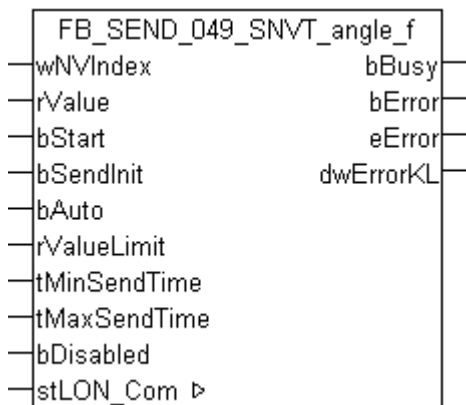 FB_SEND_049_SNVT_angle_f
wNVIndex bBusy
rValue bError
bStart eError
bSendInit dwErrorKL
bAuto
rValueLimit
tMinSendTime
tMaxSendTime
bDisabled
stLON_Com ▷